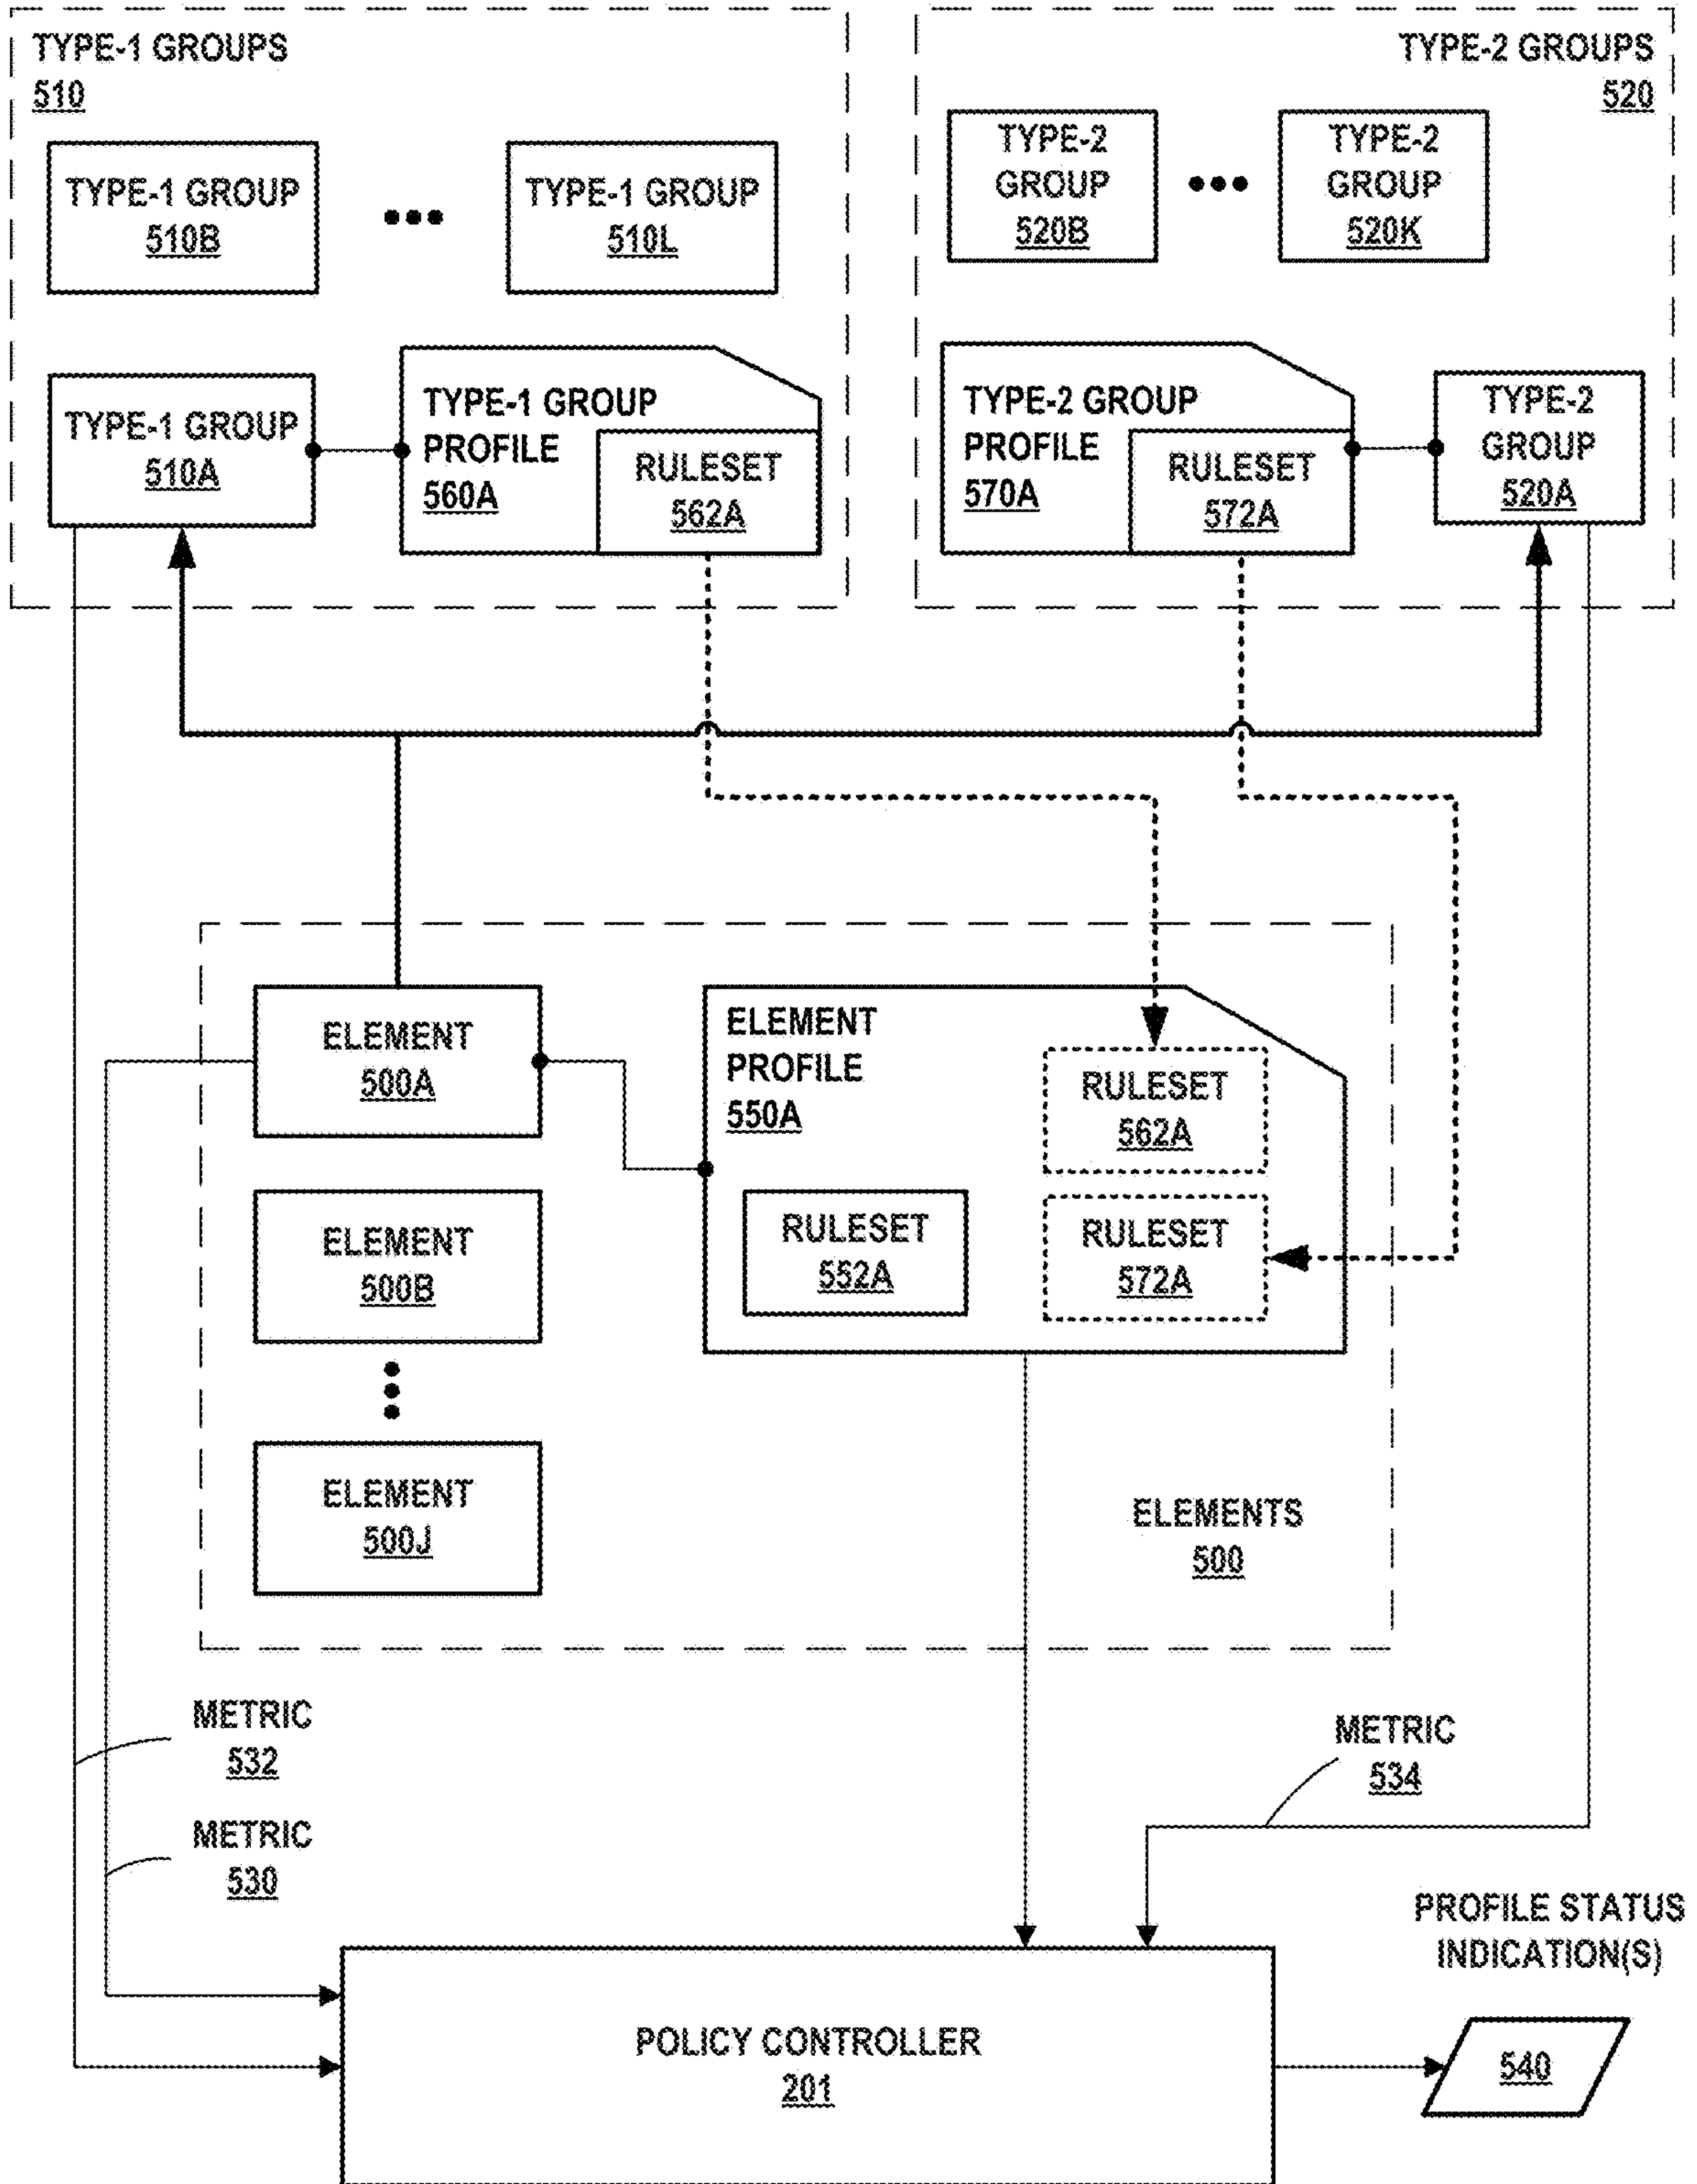 TYPE-1 GROUPS
510
TYPE-1 GROUP
510B
TYPE-1 GROUP
510L
TYPE-1 GROUP
510A
TYPE-1 GROUP
PROFILE
560A
RULESET
562A
TYPE-2 GROUPS
520
TYPE-2
GROUP
520B
TYPE-2
GROUP
520K
TYPE-2 GROUP
PROFILE
570A
RULESET
572A
TYPE-2
GROUP
520A
ELEMENT
500A
ELEMENT
PROFILE
550A
RULESET
562A
RULESET
552A
RULESET
572A
ELEMENT
500B
ELEMENT
500J
ELEMENTS
500
METRIC
532
METRIC
534
METRIC
530
PROFILE STATUS
INDICATION(S)
POLICY CONTROLLER
201
540